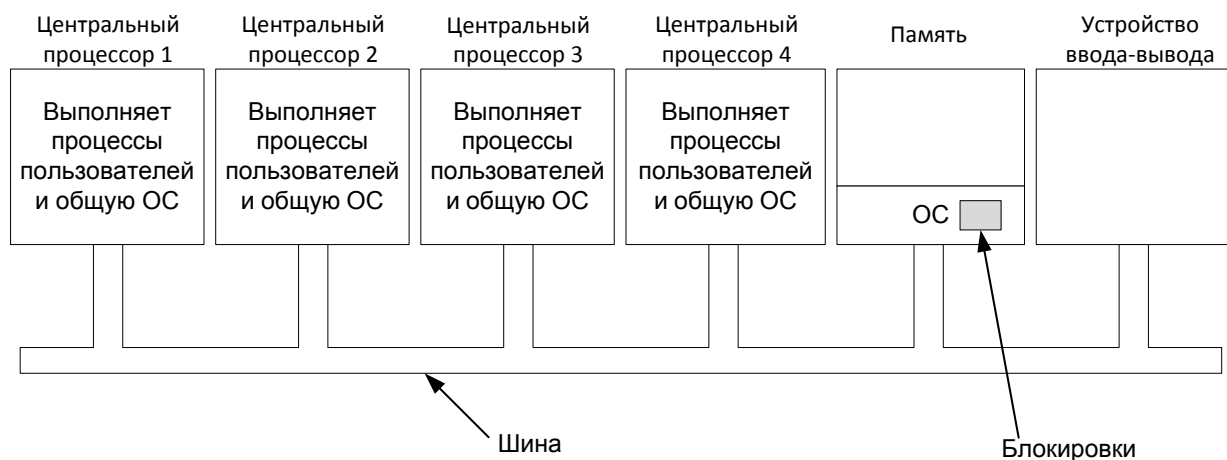 Центральный
процессор 1
Центральный
процессор 2
Центральный
процессор 3
Центральный
процессор 4
Память
Устройство
ввода-вывода
Выполняет
процессы
пользователей
и общую ОС
Выполняет
процессы
пользователей
и общую ОС
Выполняет
процессы
пользователей
и общую ОС
Выполняет
процессы
пользователей
и общую ОС
ОС
Шина
Блокировки